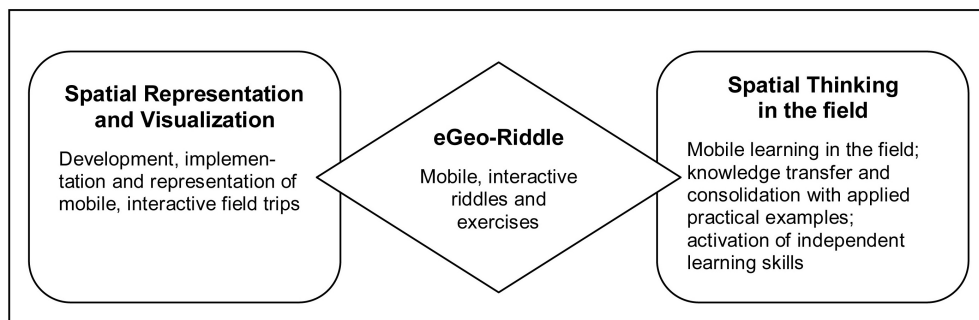 Spatial Representation
and Visualization
Development, implemen-
tation and representation of
mobile, interactive field trips
eGeo-Riddle
Mobile, interactive
riddles and
exercises
Spatial Thinking
in the field
Mobile learning in the field;
knowledge transfer and
consolidation with applied
practical examples;
activation of independent
learning skills